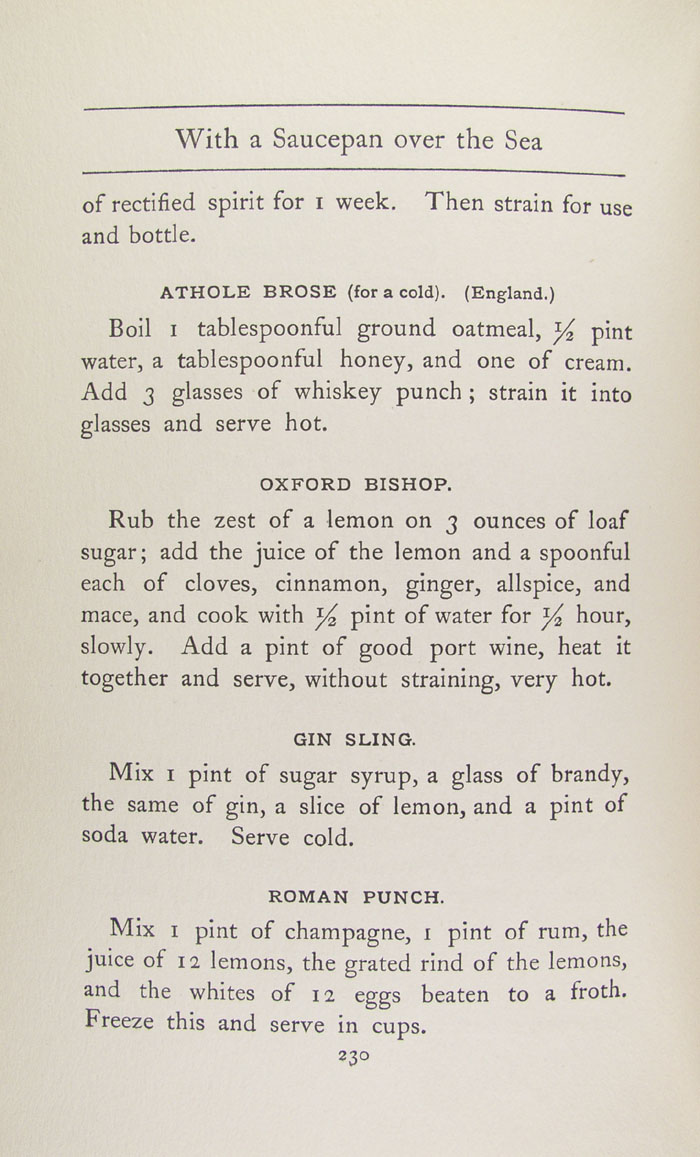 With a Saucepan over the Sea
of rectified spirit for 1 week. Then strain for use
and bottle.
ATHOLE BROSE (for a cold). (England.)
Boil 1 tablespoonful ground oatmeal, ½ pint
water, a tablespoonful honey, and one of cream.
Add 3 glasses of whiskey punch; strain it into
glasses and serve hot.
OXFORD BISHOP.
Rub the zest of a lemon on 3 ounces of loaf
sugar; add the juice of the lemon and a spoonful
each of cloves, cinnamon, ginger, allspice, and
mace, and cook with ½ pint of water for ½ hour,
slowly. Add a pint of good port wine, heat it
together and serve, without straining, very hot.
GIN SLING.
Mix 1 pint of sugar syrup, a glass of brandy,
the same of gin, a slice of lemon, and a pint of
soda water. Serve cold.
ROMAN PUNCH.
Mix 1 pint of champagne, 1 pint of rum, the
juice of 12 lemons, the grated rind of the lemons,
and the whites of 12 eggs beaten to a froth.
Freeze this and serve in cups.
230